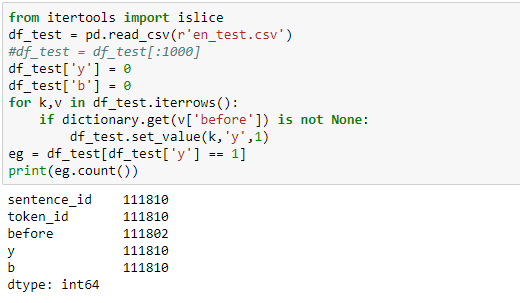 from itertools import islice
df_test = pd.read_csv(r'en_test.csv')
#df_test = df_test[:1000]
df_test['y'] = 0
df_test['b'] = 0
for k,v in df_test.iterrows():
    if dictionary.get(v['before']) is not None:
        df_test.set_value(k,'y',1)
eg = df_test[df_test['y'] == 1]
print(eg.count())
sentence_id    111810
token_id       111810
before         111802
y              111810
b              111810
dtype: int64